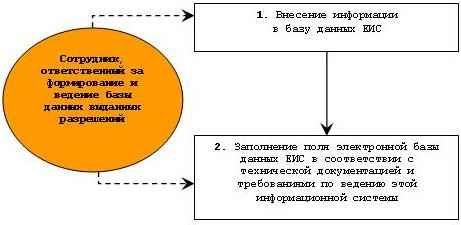 Сотрудник,
ответственный за
формирование и
ведение базы
данных выданных
разрешений
1. Внесение информации
в базу данных ЕИС
2. Заполнение поля электронной базы
данных ЕИС в соответствии с
технической документацией и
требованиями по ведению этой
информационной системы